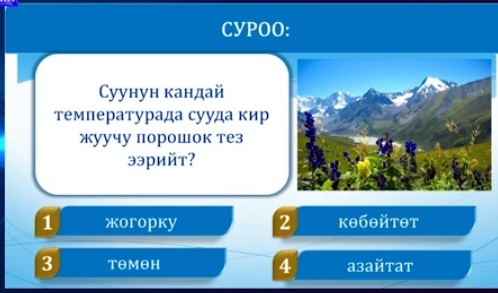 СУРОО:
Суунун кандай
температурада сууда кир
жуучу порошок тез
ээрийт?
1 жогорку
2 көбөйтөт
3 төмөн
4 азайтат